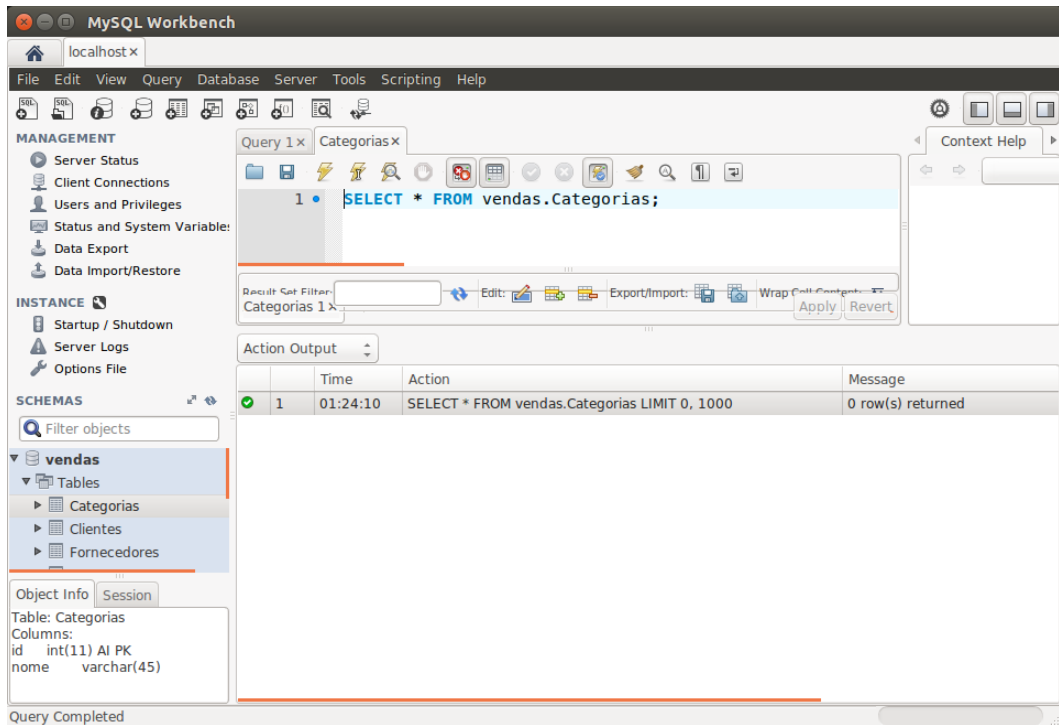 MySQL Workbench
localhost
File Edit View Query Database Server Tools Scripting Help
MANAGEMENT
Server Status
Client Connections
Users and Privileges
Status and System Variable
Data Export
Data Import/Restore
INSTANCE
Startup / Shutdown
Server Logs
Options File
SCHEMAS
Filter objects
vendas
Tables
Categorias
Clientes
Fornecedores
Object Info Session
Table: Categorias
Columns:
id int(11) AI PK
nome varchar(45)
Query Completed
Query 1 Categorias
1 SELECT * FROM vendas.Categorias;
Result Set Filter: Edit: Export/Import: Wrap Cell Content:
Categorias 1 Apply Revert
Action Output
Time Action Message
1 01:24:10 SELECT * FROM vendas.Categorias LIMIT 0, 1000 0 row(s) returned
Context Help